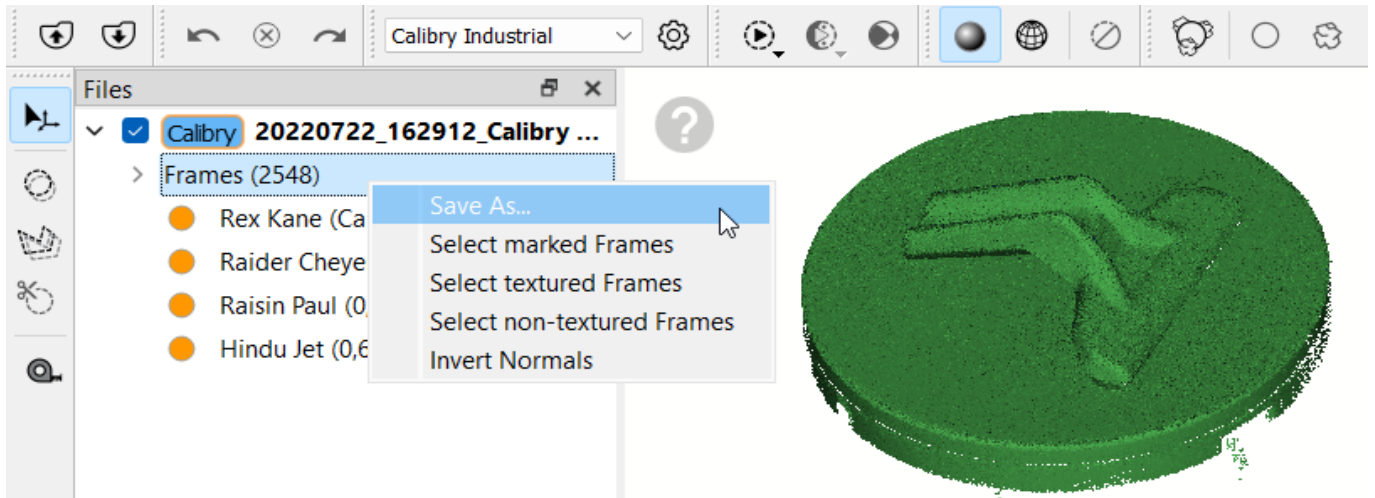 Calibry Industrial
Files
Calibry 20220722_162912_Calibry ...
Frames (2548)
Rex Kane (Ca
Raider Cheye
Raisin Paul (0,
Hindu Jet (0,6
Save As...
Select marked Frames
Select textured Frames
Select non-textured Frames
Invert Normals
?